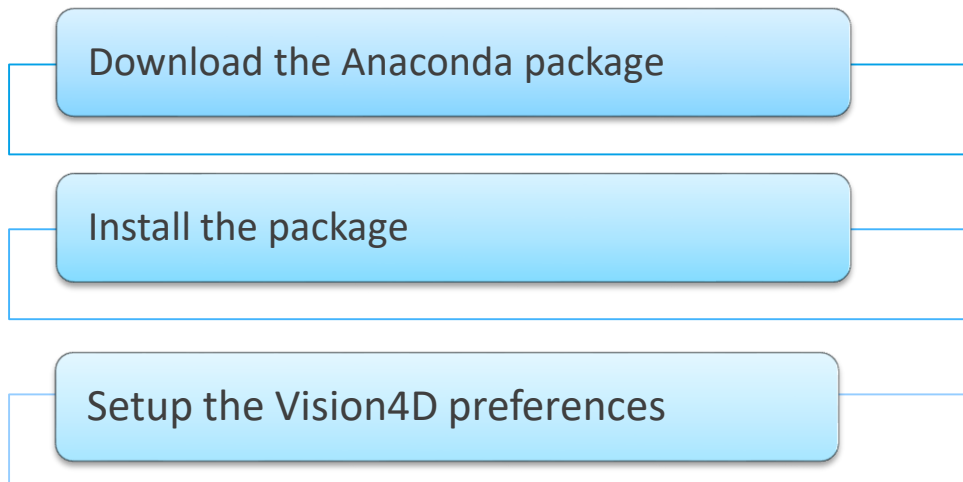 Download the Anaconda package
Install the package
Setup the Vision4D preferences